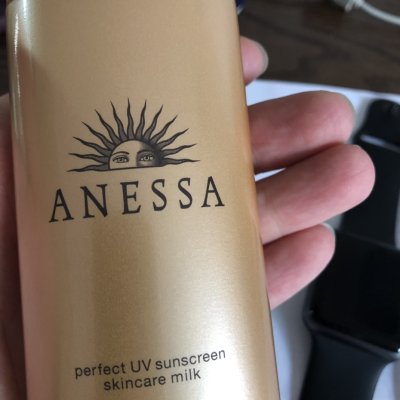 ANESSA
perfect UV sunscreen
skincare milk